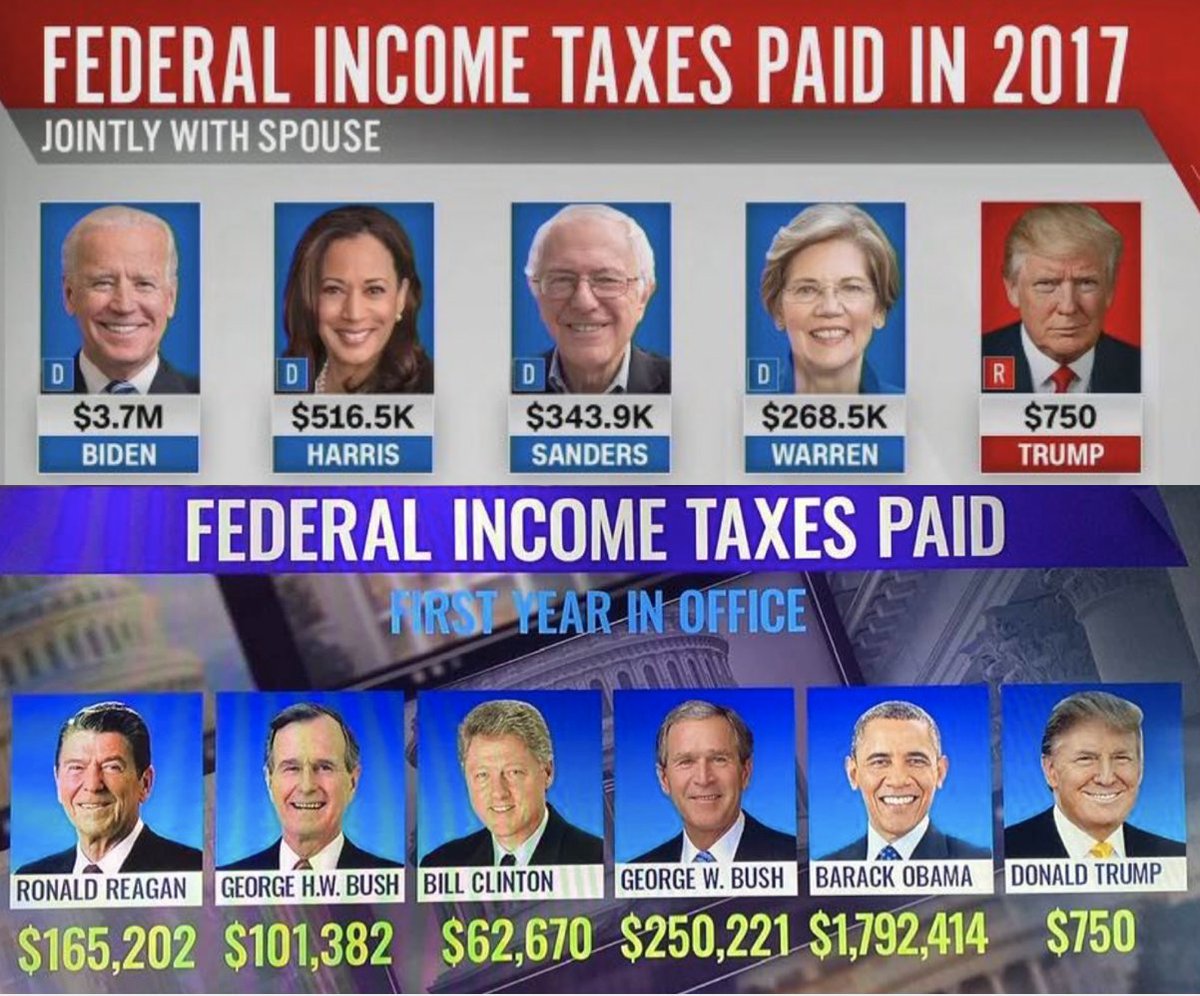 FEDERAL INCOME TAXES PAID IN 2017
JOINTLY WITH SPOUSE
D D D D R
$3.7M $516.5K $343.9K $268.5K $750
BIDEN HARRIS SANDERS WARREN TRUMP
FEDERAL INCOME TAXES PAID
FIRST YEAR IN OFFICE
RONALD REAGAN GEORGE H.W. BUSH BILL CLINTON GEORGE W. BUSH BARACK OBAMA DONALD TRUMP
$165,202 $101,382 $62,670 $250,221 $1,792,414 $750